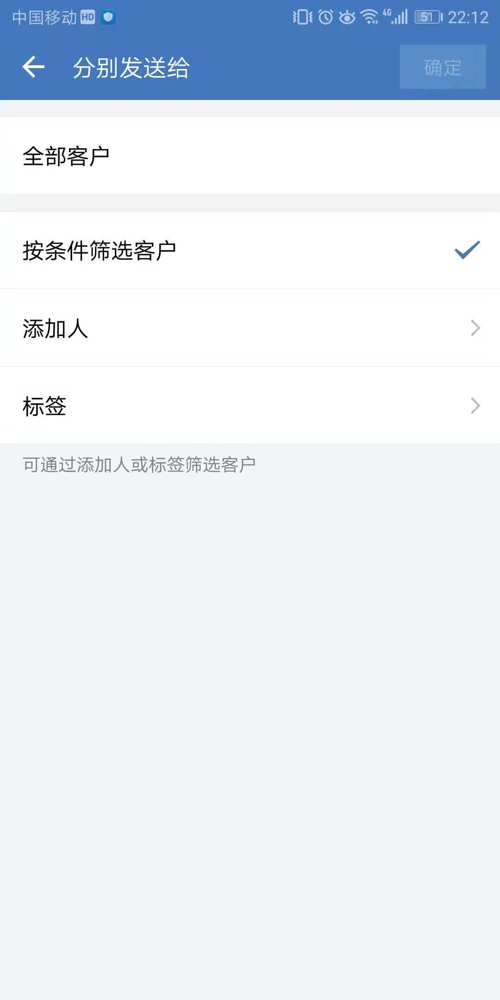 中国移动 HD 4G 51 22:12
分别发送给 确定
全部客户
按条件筛选客户
添加人
标签
可通过添加人或标签筛选客户